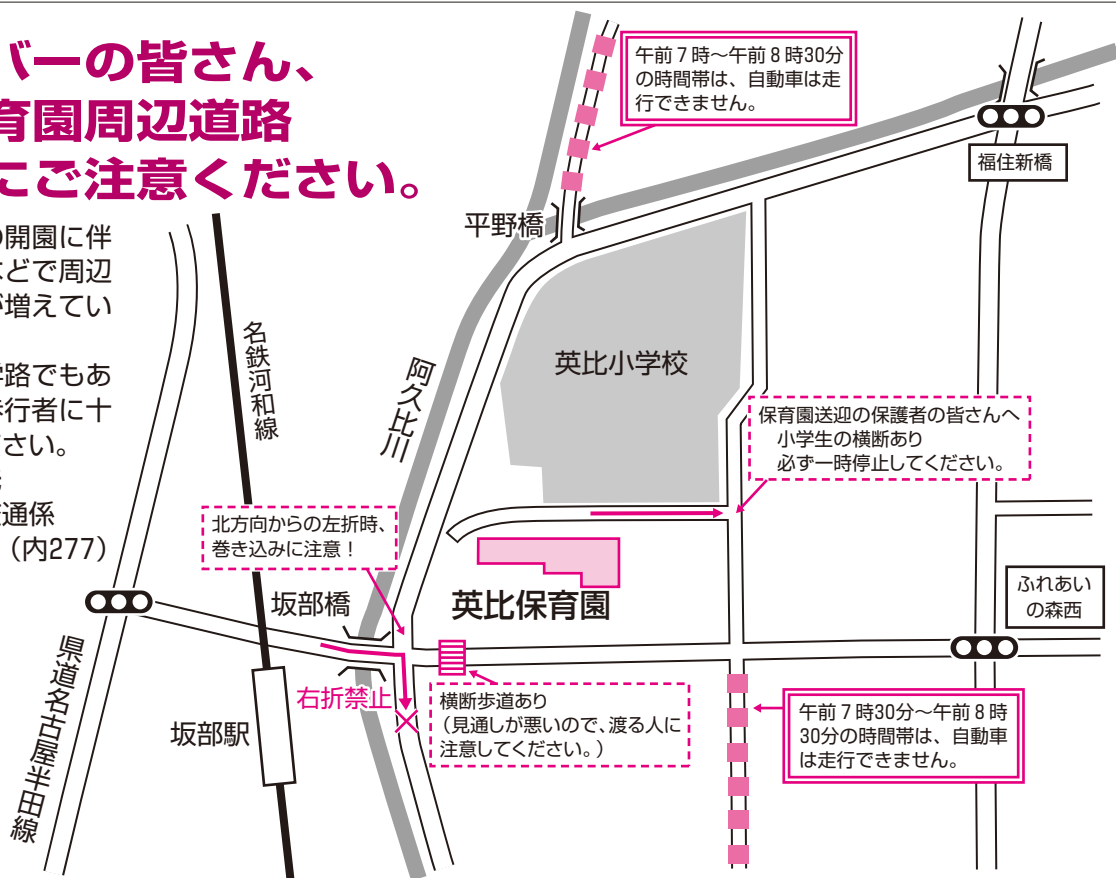 バーの皆さん、
育園周辺道路
にご注意ください。
の開園に伴
などで周辺
が増えてい
学路でもあ
歩行者に十
ださい。
交通係
（内277）
午前７時～午前８時30分
の時間帯は、自動車は走
行できません。
福住新橋
平野橋
名鉄河和線
阿久比川
英比小学校
保育園送迎の保護者の皆さんへ
小学生の横断あり
必ず一時停止してください。
北方向からの左折時、
巻き込みに注意！
坂部橋
英比保育園
ふれあい
の森西
県道名古屋半田線
右折禁止
坂部駅
横断歩道あり
（見通しが悪いので、渡る人に
注意してください。）
午前７時30分～午前８時
30分の時間帯は、自動車
は走行できません。